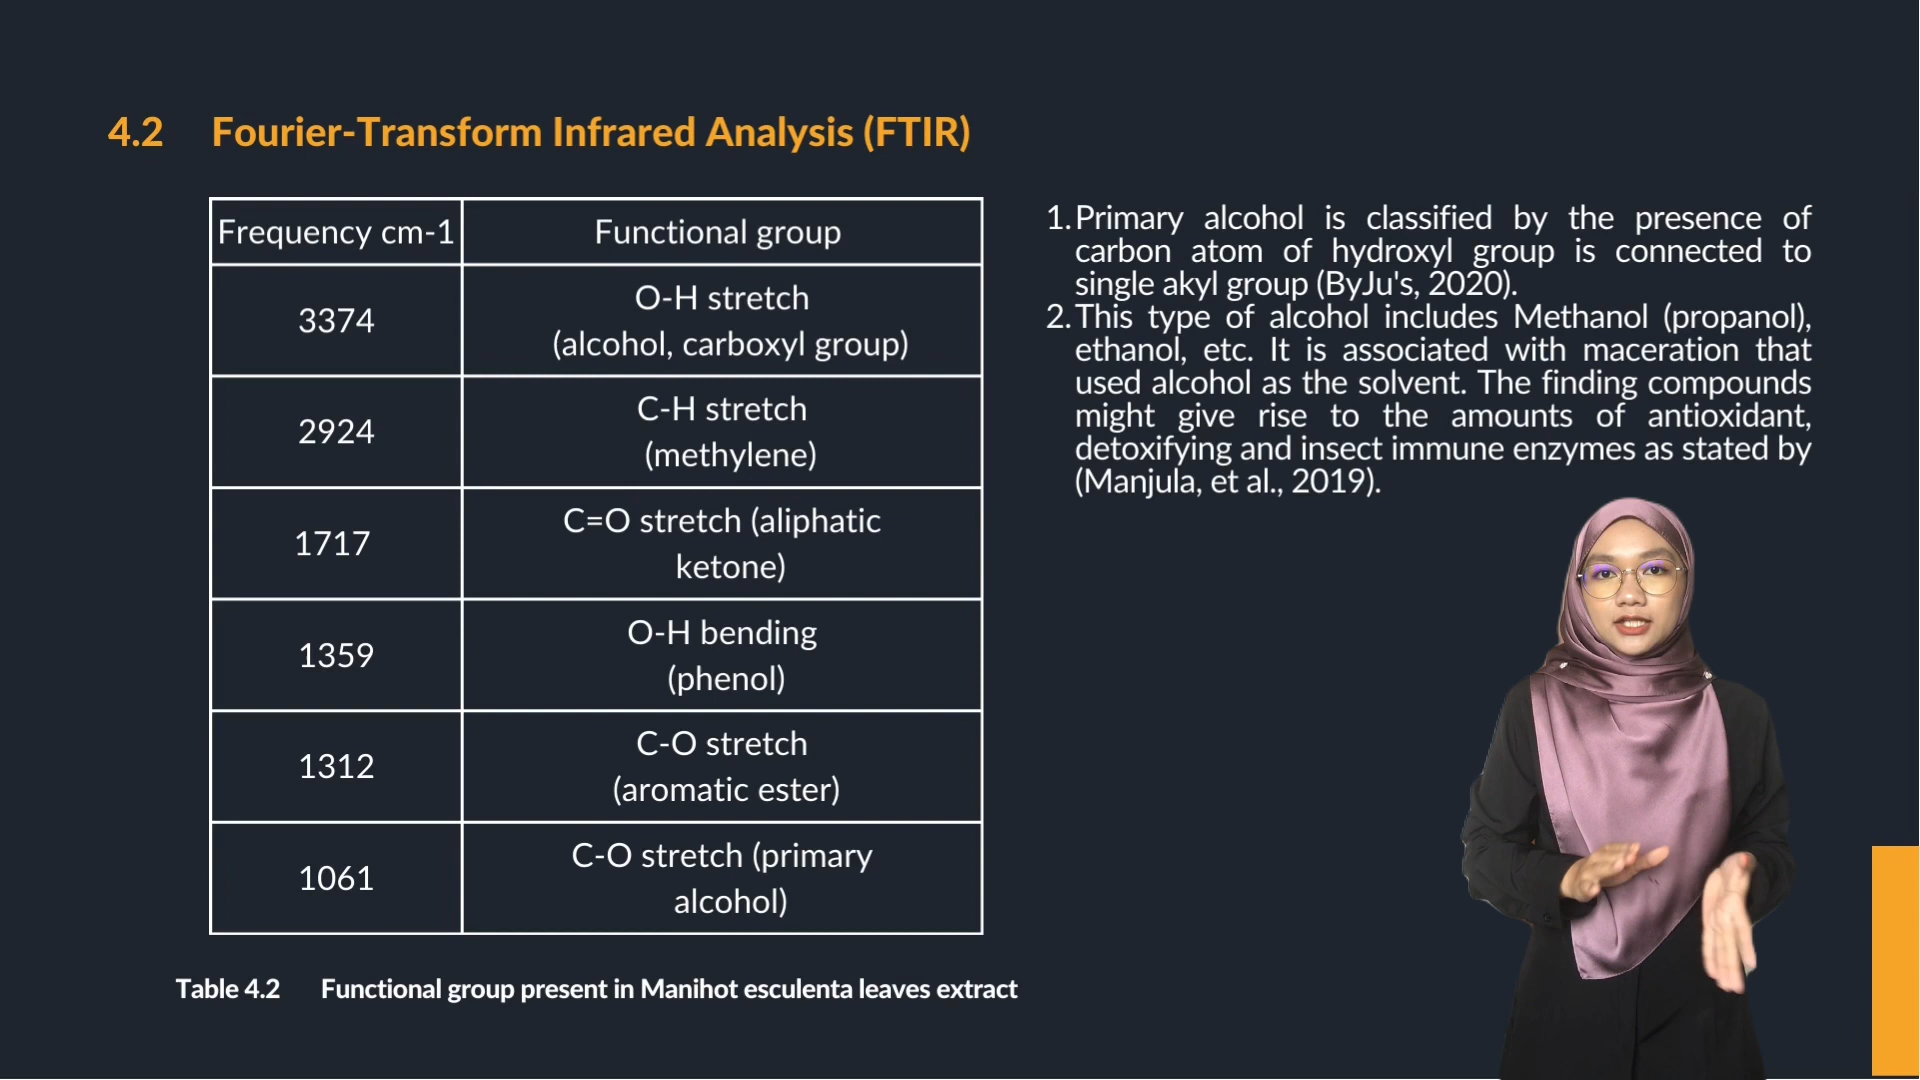 4.2 Fourier-Transform Infrared Analysis (FTIR)
Frequency cm-1 Functional group
3374 O-H stretch
(alcohol, carboxyl group)
2924 C-H stretch
(methylene)
1717 C=O stretch (aliphatic
ketone)
1359 O-H bending
(phenol)
1312 C-O stretch
(aromatic ester)
1061 C-O stretch (primary
alcohol)
Table 4.2 Functional group present in Manihot esculenta leaves extract
1. Primary alcohol is classified by the presence of
carbon atom of hydroxyl group is connected to
single akyl group (ByJu's, 2020).
2. This type of alcohol includes Methanol (propanol),
ethanol, etc. It is associated with maceration that
used alcohol as the solvent. The finding compounds
might give rise to the amounts of antioxidant,
detoxifying and insect immune enzymes as stated by
(Manjula, et al., 2019).